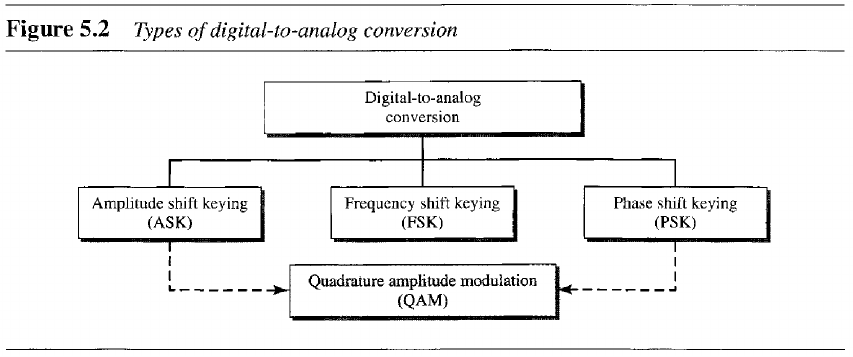 Figure 5.2 Types of digital-to-analog conversion
Digital-to-analog
conversion
Amplitude shift keying
(ASK)
Frequency shift keying
(FSK)
Phase shift keying
(PSK)
Quadrature amplitude modulation
(QAM)